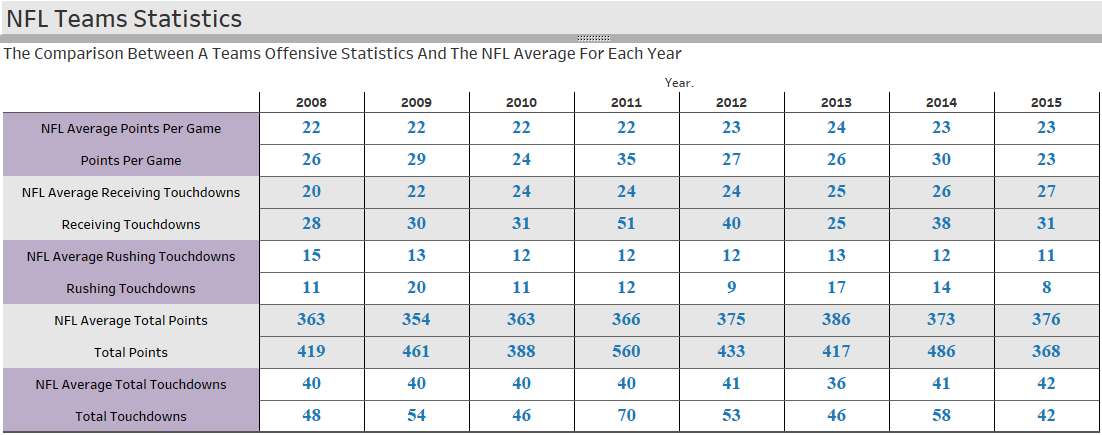 NFL Teams Statistics
The Comparison Between A Teams Offensive Statistics And The NFL Average For Each Year
Year.
2008 2009 2010 2011 2012 2013 2014 2015
NFL Average Points Per Game 22 22 22 22 23 24 23 23
Points Per Game 26 29 24 35 27 26 30 23
NFL Average Receiving Touchdowns 20 22 24 24 24 25 26 27
Receiving Touchdowns 28 30 31 51 40 25 38 31
NFL Average Rushing Touchdowns 15 13 12 12 12 13 12 11
Rushing Touchdowns 11 20 11 12 9 17 14 8
NFL Average Total Points 363 354 363 366 375 386 373 376
Total Points 419 461 388 560 433 417 486 368
NFL Average Total Touchdowns 40 40 40 40 41 36 41 42
Total Touchdowns 48 54 46 70 53 46 58 42